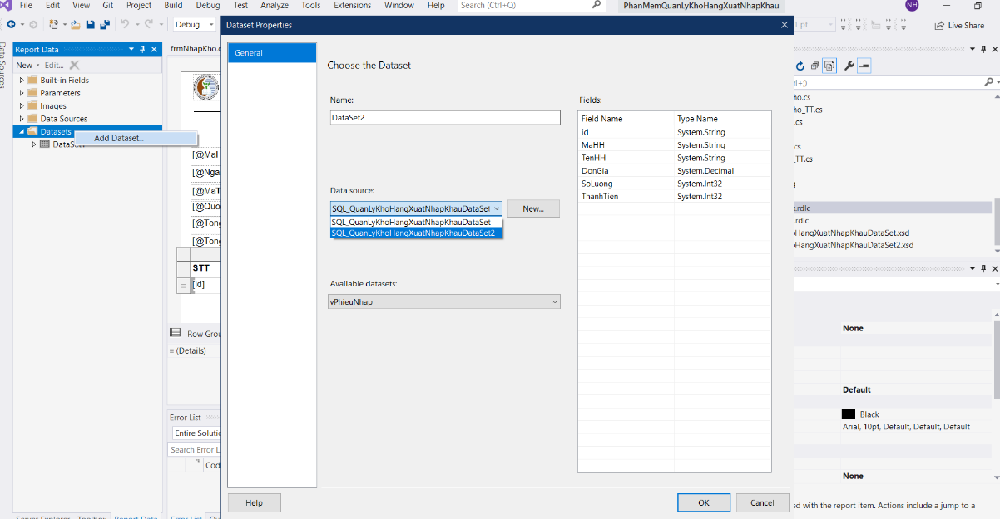 File Edit View Git Project Build Debug Test Analyze Tools Extensions Window Help Search (Ctrl+Q) PhanMemQuanLyKhoHangXuatNhapKhau NH
Debug 1 pt Live Share
Data Sources
Report Data
New Edit...
Built-in Fields
Parameters
Images
Data Sources
Datasets
Add Dataset...
DataSet
frmNhapKho.c
[@MaH
[@Nga
[@MaT
[@Quo
[@Tong
[@Tong
STT
[id]
Row Grou
(Details)
Error List
Entire Solutio
Search Error L
Cod
Server Explorer Toolbox Report Data Error List Ou
Dataset Properties
General
Choose the Dataset
Name:
DataSet2
Data source:
SQL_QuanLyKhoHangXuatNhapKhauDataSet
New...
SQL_QuanLyKhoHangXuatNhapKhauDataSet
SQL_QuanLyKhoHangXuatNhapKhauDataSet2
Available datasets:
vPhieuNhap
Fields:
Field Name Type Name
id System.String
MaHH System.String
TenHH System.String
DonGia System.Decimal
SoLuong System.Int32
ThanhTien System.Int32
Help OK Cancel
rl+;)
ho.cs
ho_TT.cs
.cs
cs
_TT.cs
.rdlc
.rdlc
oHangXuatNhapKhauDataSet.xsd
oHangXuatNhapKhauDataSet2.xsd
None
Default
Black
Arial, 10pt, Default, Default, Default
None
ed with the report item. Actions include a jump to a